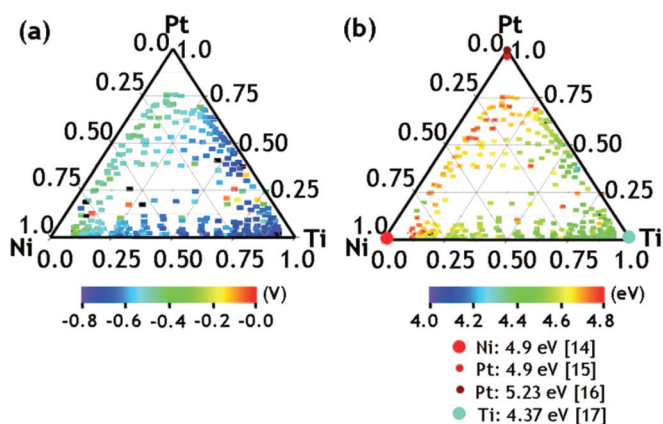 (a)
Pt
0.0 1.0
0.25 0.75
0.50 0.50
0.75 0.25
1.0 0.0
Ni Ti
0.0 0.25 0.50 0.75 1.0
(V)
-0.8 -0.6 -0.4 -0.2 -0.0
(b)
Pt
0.0 1.0
0.25 0.75
0.50 0.50
0.75 0.25
1.0
Ni Ti
0.0 0.25 0.50 0.75 1.0
(eV)
4.0 4.2 4.4 4.6 4.8
Ni: 4.9 eV [14]
Pt: 4.9 eV [15]
Pt: 5.23 eV [16]
Ti: 4.37 eV [17]